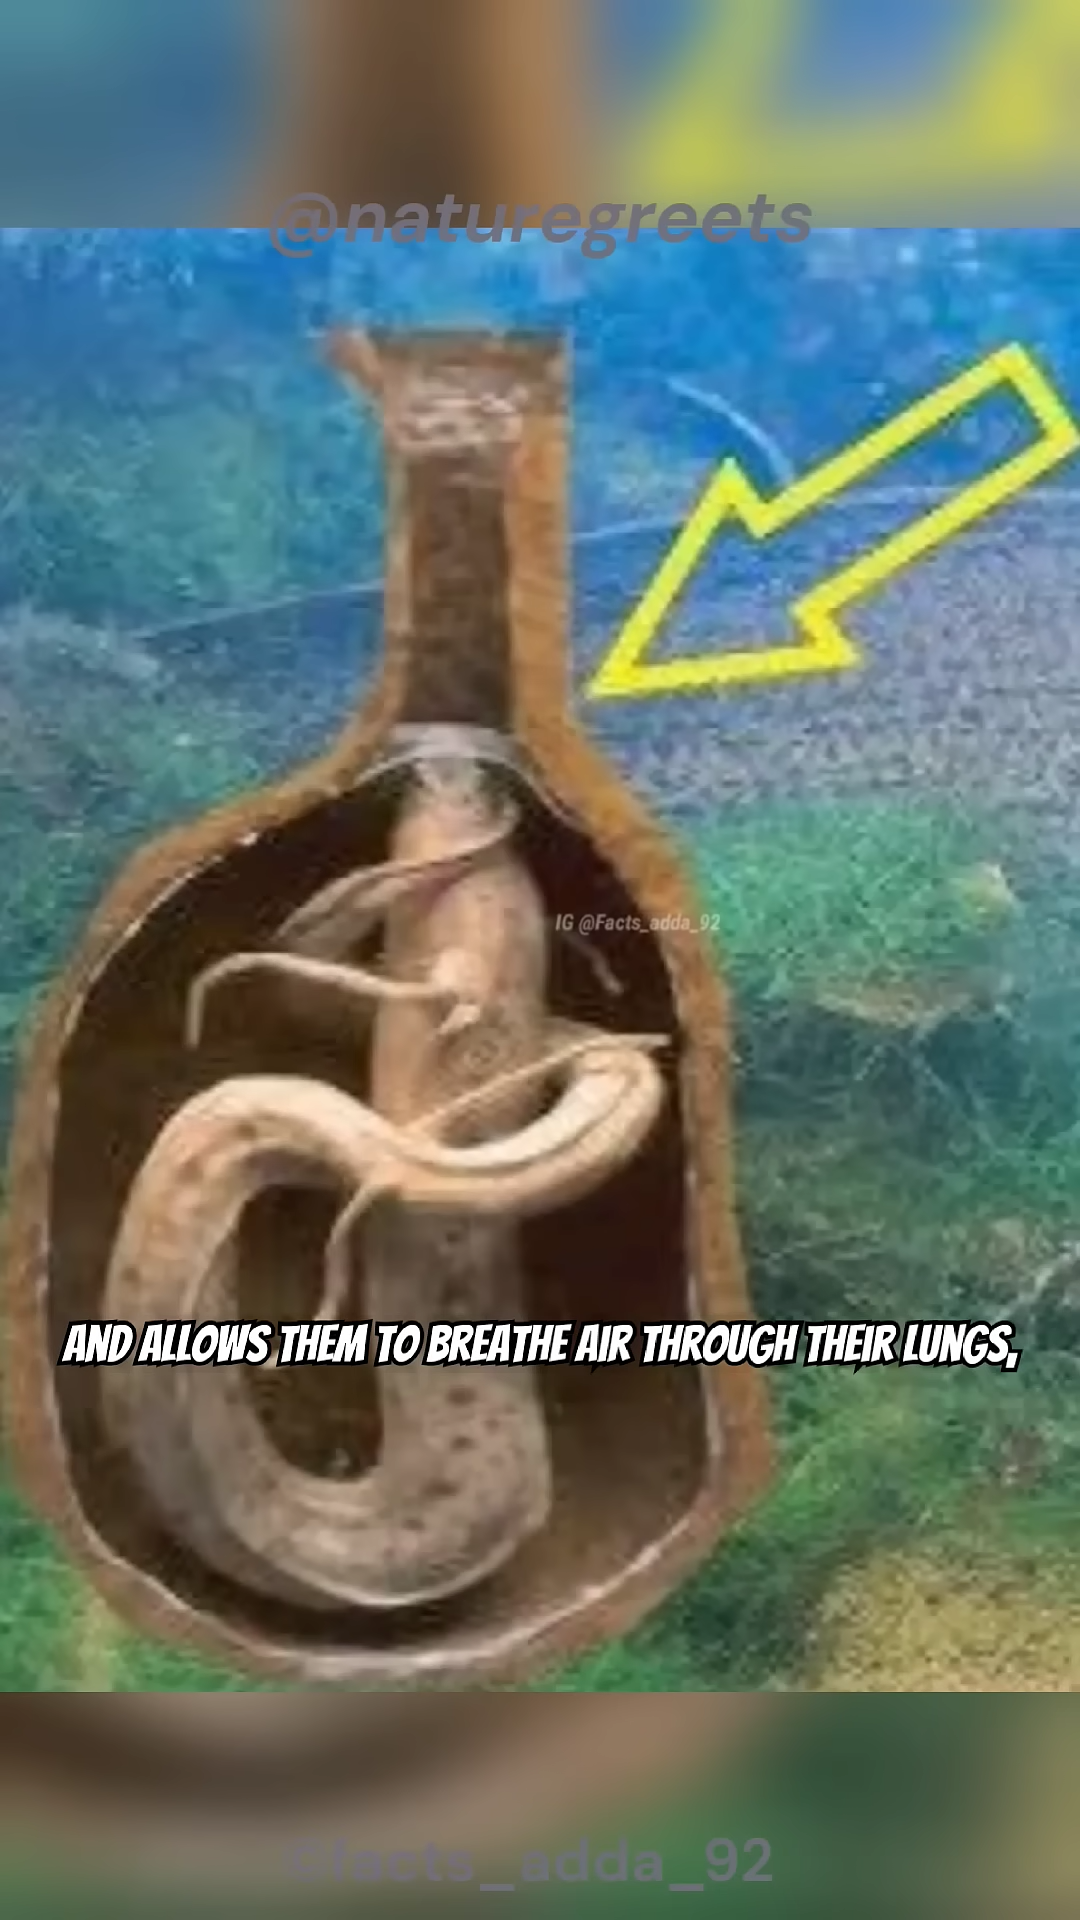 @naturegreets
IG @Facts_adda_92
AND ALLOWS THEM TO BREATHE AIR THROUGH THEIR LUNGS,
©facts_adda_92